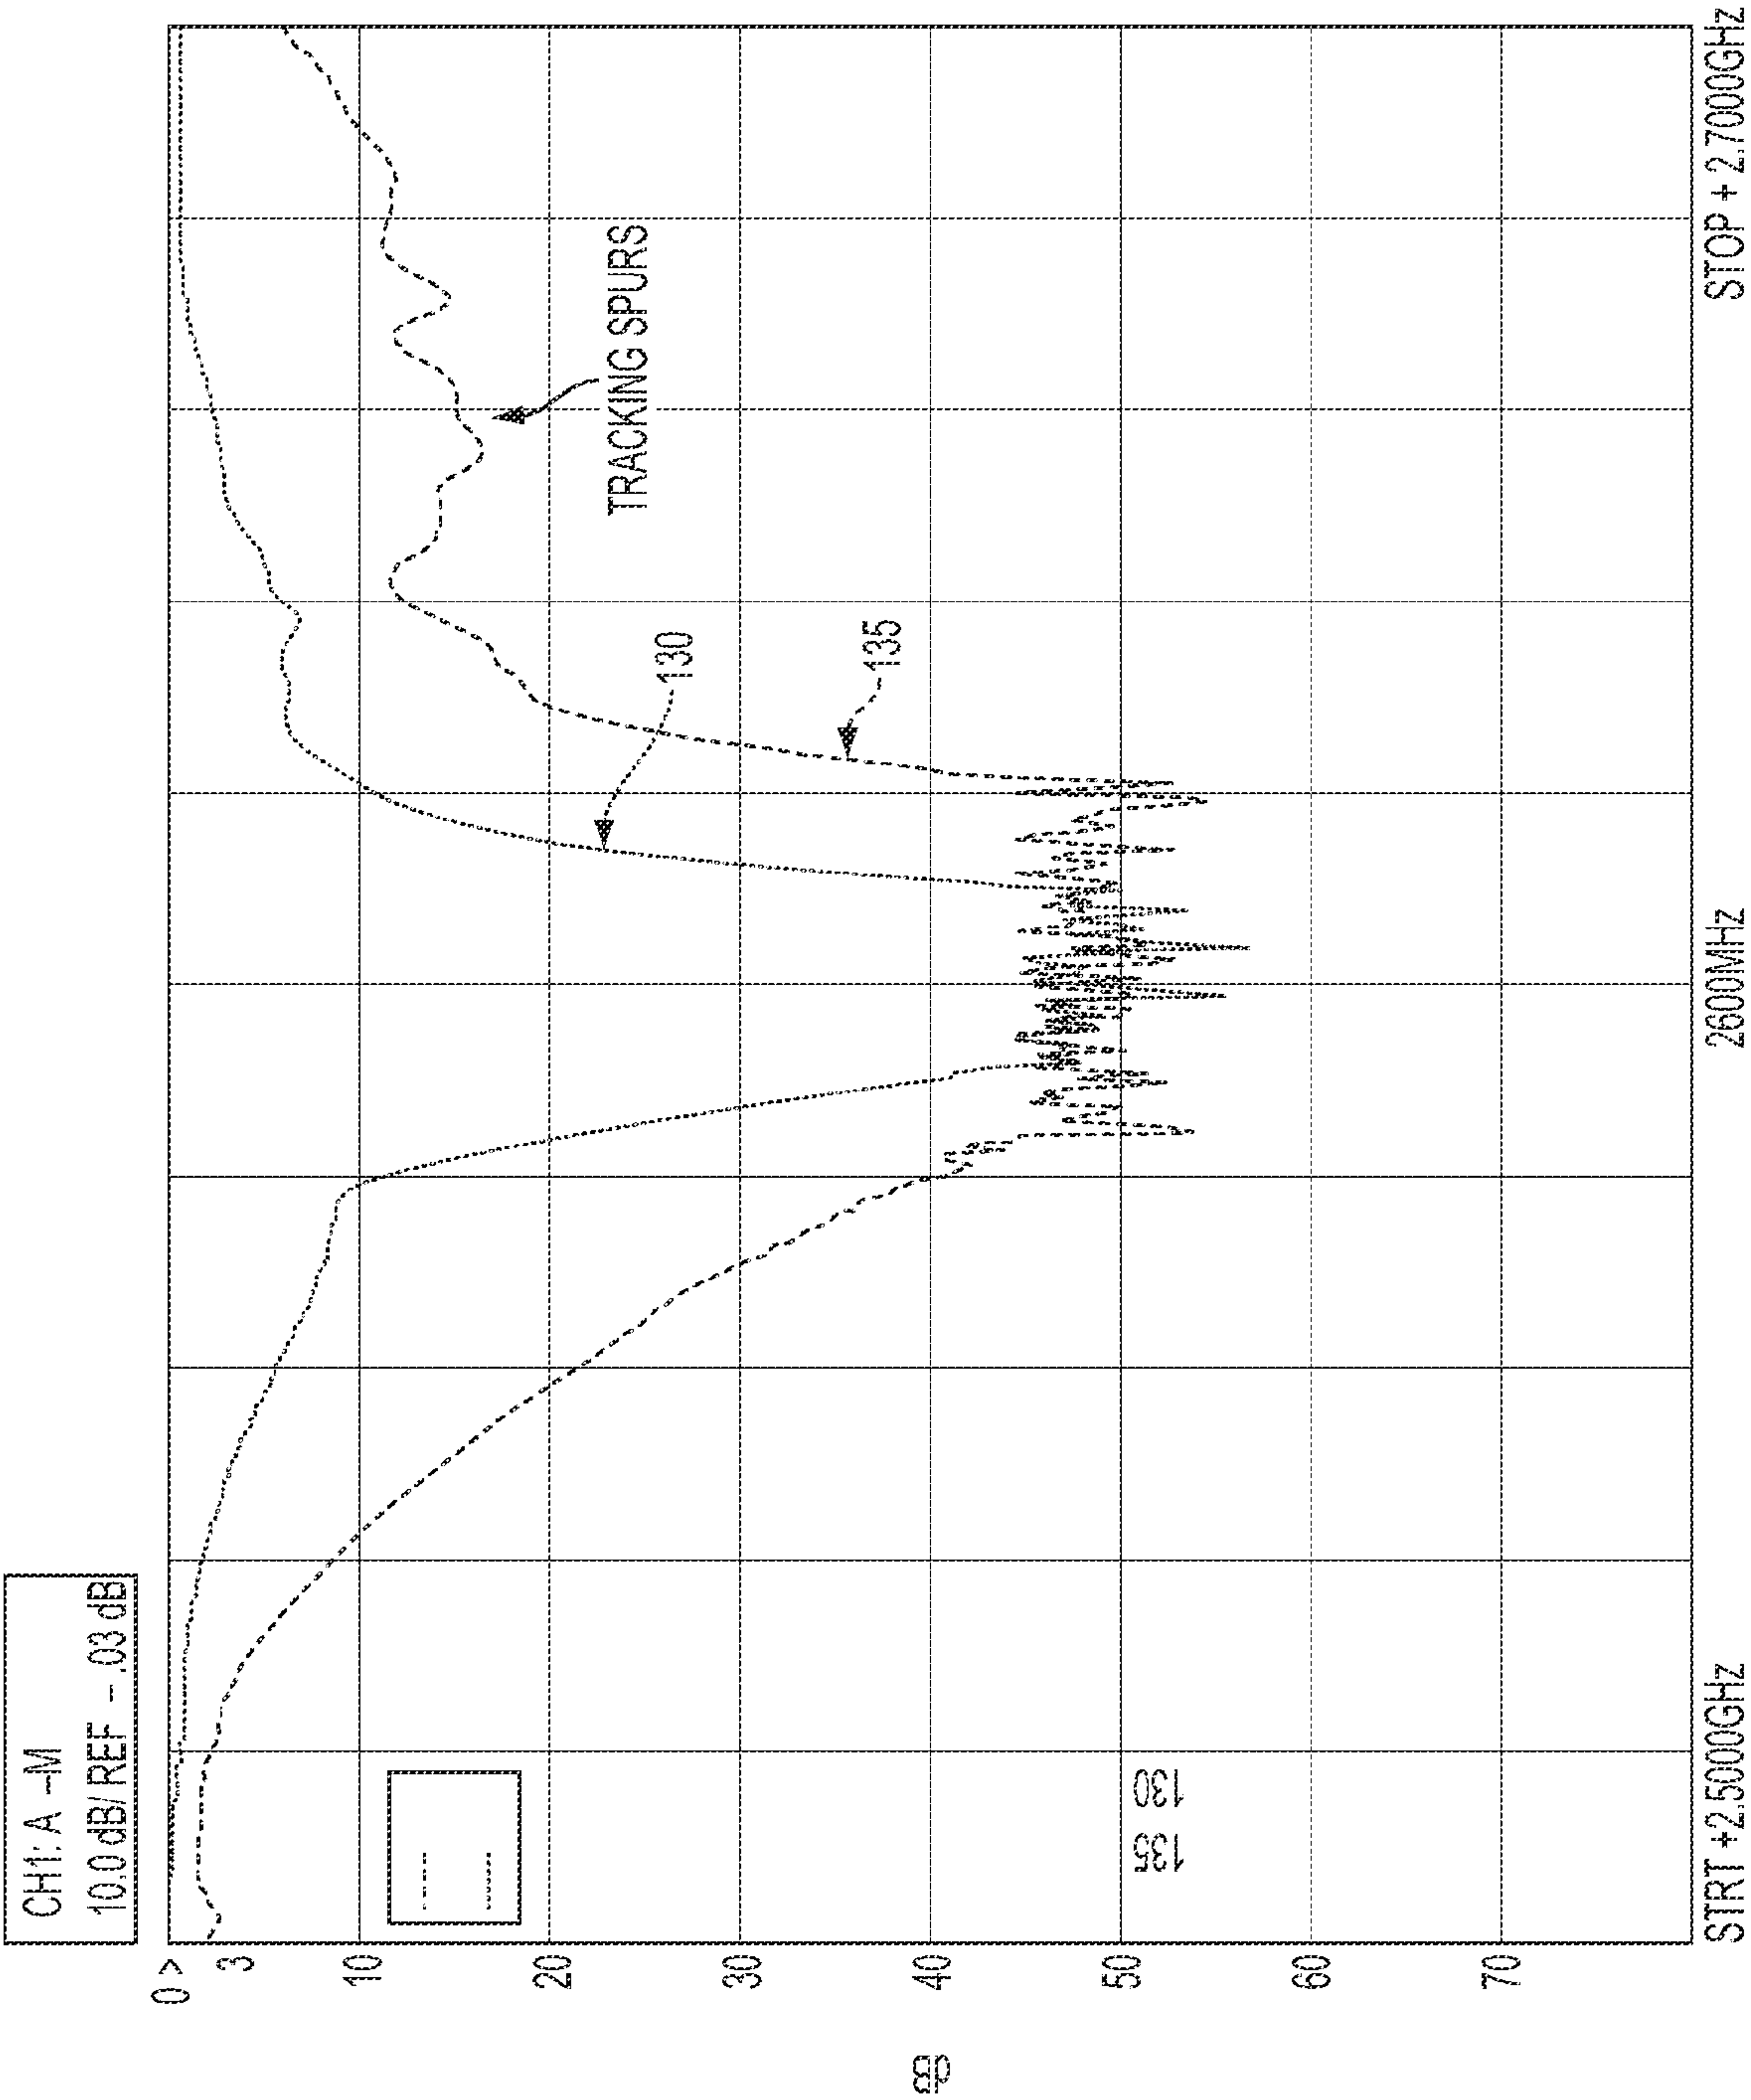 CH1: A --M
10.0 dB/ REF - .03 dB
0 >
3
10
20
30
40
50
60
70
dB
TRACKING SPURS
130
135
135
130
STRT +2.5000GHZ
2600MHZ
STOP + 2.7000GHZ